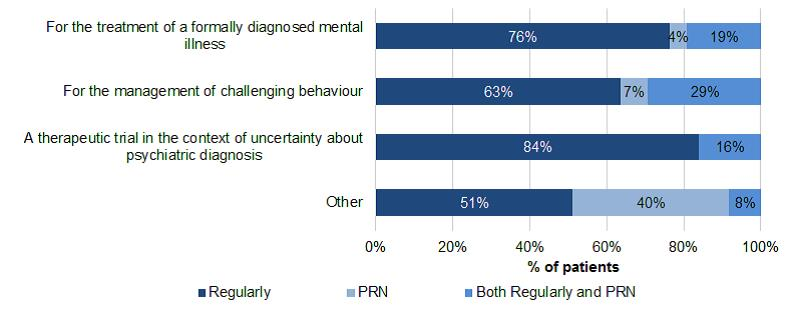 For the treatment of a formally diagnosed mental
illness
76%
4%
19%
For the management of challenging behaviour
63%
7%
29%
A therapeutic trial in the context of uncertainty about
psychiatric diagnosis
84%
16%
Other
51%
40%
8%
0%
20%
40%
60%
80%
100%
% of patients
Regularly
PRN
Both Regularly and PRN